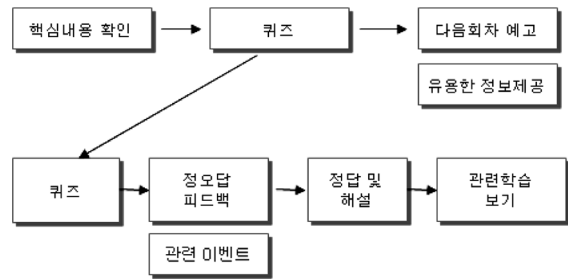 핵심내용 확인
퀴즈
다음회차 예고
유용한 정보제공
퀴즈
정오답
피드백
정답 및
해설
관련학습
보기
관련 이벤트